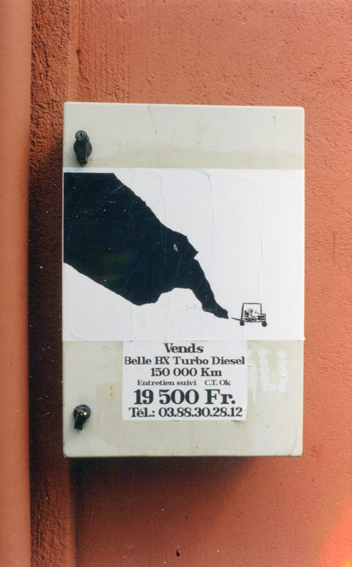 Vends
Belle BX Turbo Diesel
150 000 Km
Entretien suivi C.T. Ok
19 500 Fr.
Tél.: 03.88.30.28.12